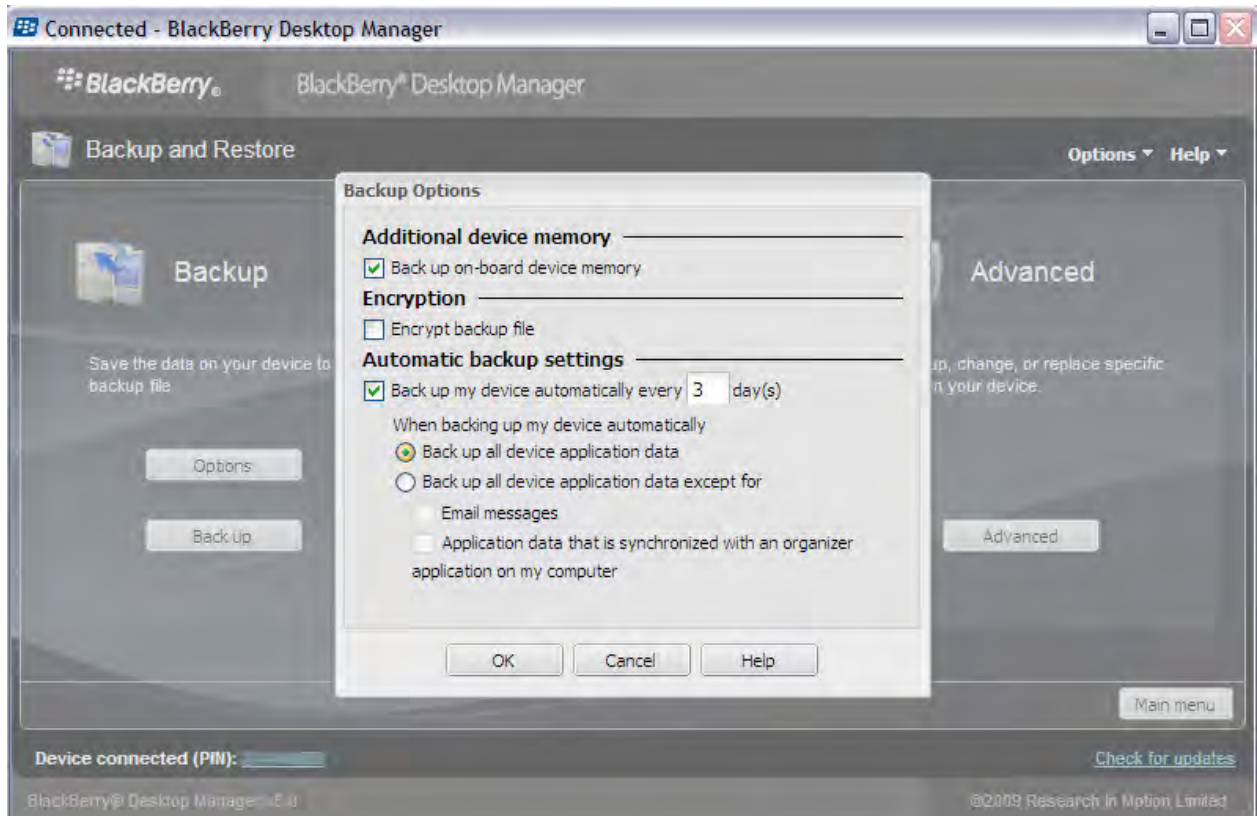 Connected - BlackBerry Desktop Manager
BlackBerry® BlackBerry® Desktop Manager
Backup and Restore
Options Help
Backup Options
Additional device memory
Back up on-board device memory
Encryption
Encrypt backup file
Automatic backup settings
Back up my device automatically every 3 day(s)
When backing up my device automatically
Back up all device application data
Back up all device application data except for
Email messages
Application data that is synchronized with an organizer
application on my computer
OK Cancel Help
Backup
Save the data on your device to
backup file.
Options
Back up
Advanced
up, change, or replace specific
n your device.
Advanced
Main menu
Device connected (PIN):
Check for updates
BlackBerry® Desktop Manager v5.0
©2009 Research In Motion Limited